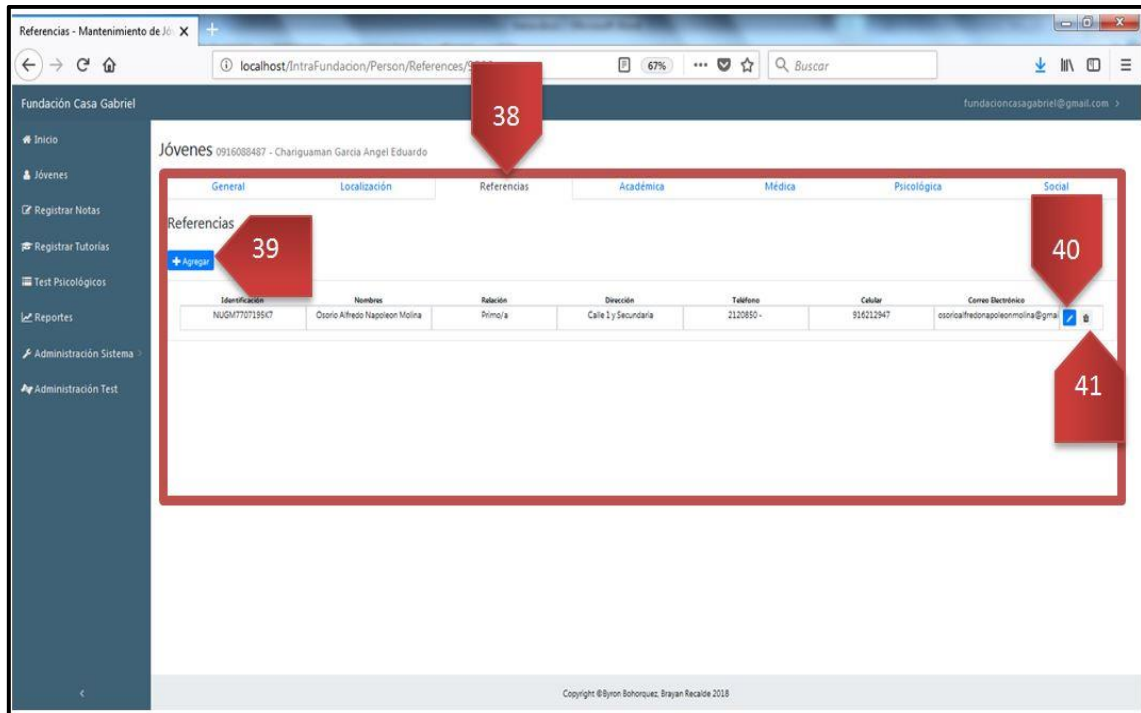 Referencias - Mantenimiento de Jó
localhost/IntraFundacion/Person/References/
67%
Buscar
Fundación Casa Gabriel
fundacioncasagabriel@gmail.com
38
Inicio
Jóvenes
Registrar Notas
Registrar Tutorías
Test Psicológicos
Reportes
Administración Sistema
Administración Test
Jóvenes 0916088487 - Chariguaman Garcia Angel Eduardo
General Localización Referencias Académica Médica Psicológica Social
Referencias
39
40
Agregar
Identificación Nombres Relación Dirección Teléfono Celular Correo Electrónico
NUGM770719SK7 Osorio Alfredo Napoleon Molina Primo/a Calle 1 y Secundaria 2120850 - 916212947 osorioalfredonapoleonmolina@gmai
41
Copyright ©Byron Bohorquez; Brayan Recalde 2018